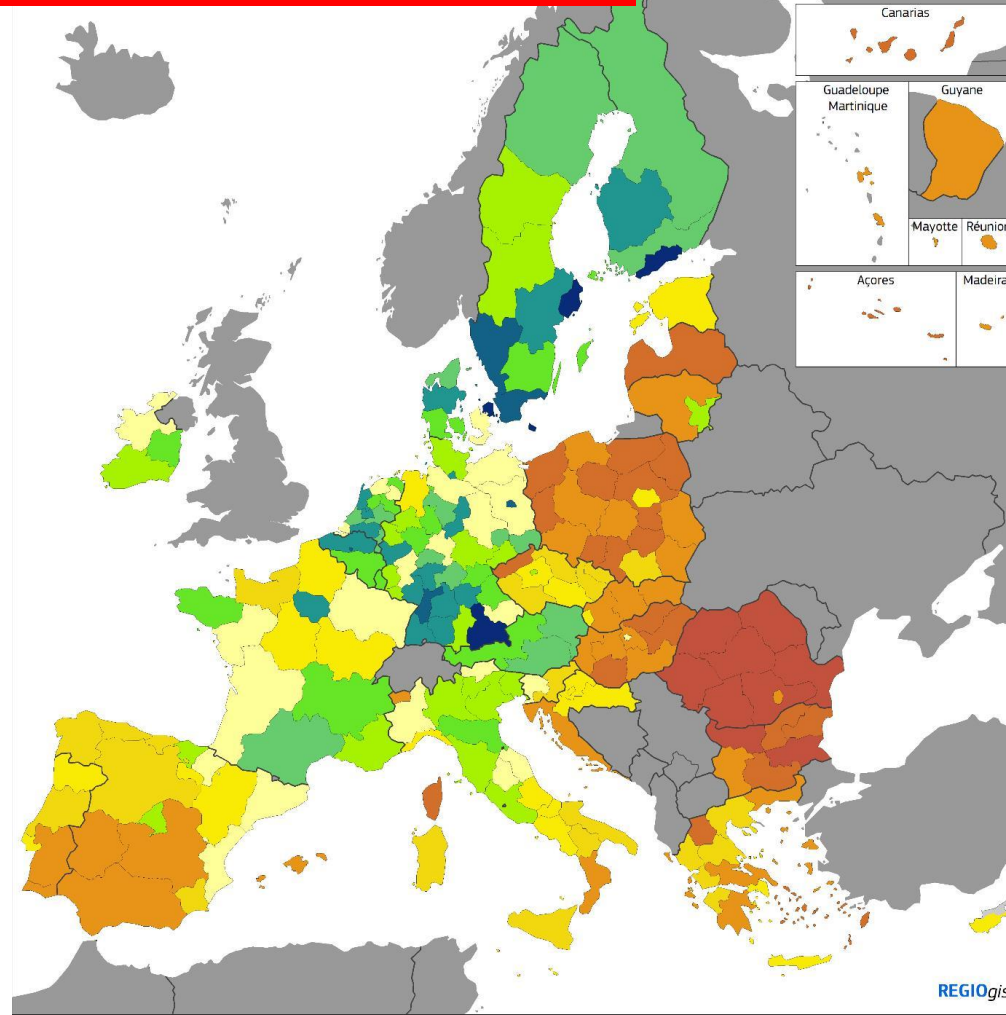 Canarias
Guadeloupe
Martinique
Guyane
Mayotte
Réunion
Açores
Madeira
REGIOgis